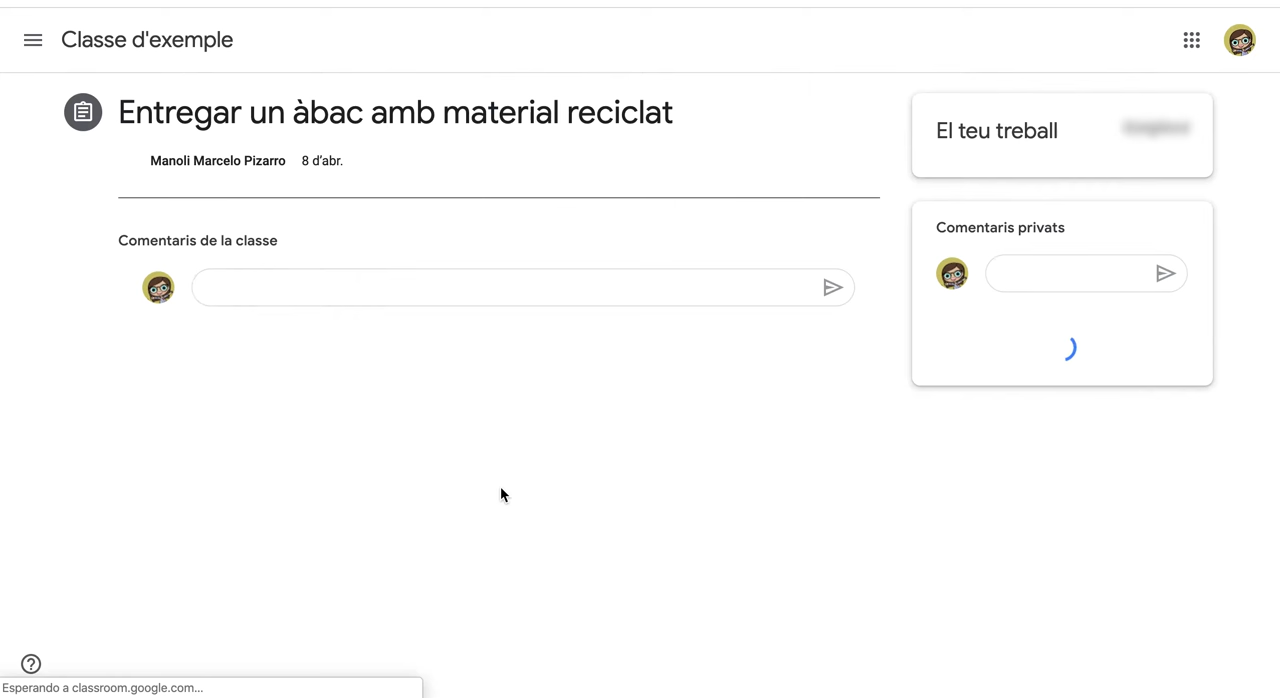 Classe d'exemple
Entregar un àbac amb material reciclat
Manoli Marcelo Pizarro 8 d'abr.
El teu treball
Comentaris de la classe
Comentaris privats
Esperando a classroom.google.com...